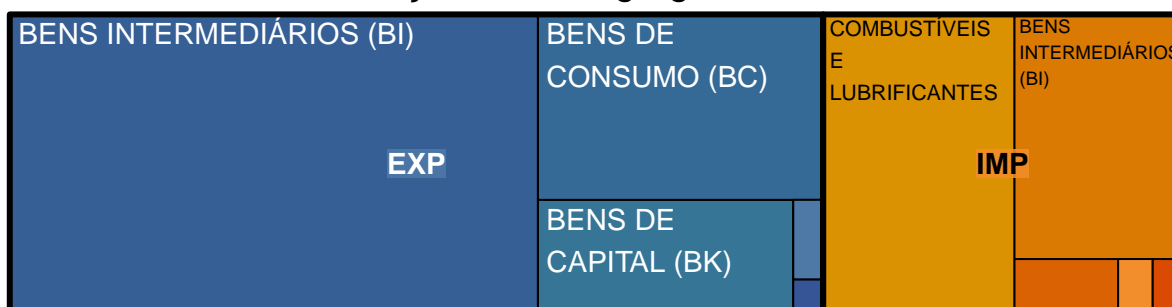 BENS INTERMEDIÁRIOS (BI)
EXP
BENS DE
CONSUMO (BC)
BENS DE
CAPITAL (BK)
COMBUSTÍVEIS
E
LUBRIFICANTES
IMP
BENS
INTERMEDIÁRIOS
(BI)